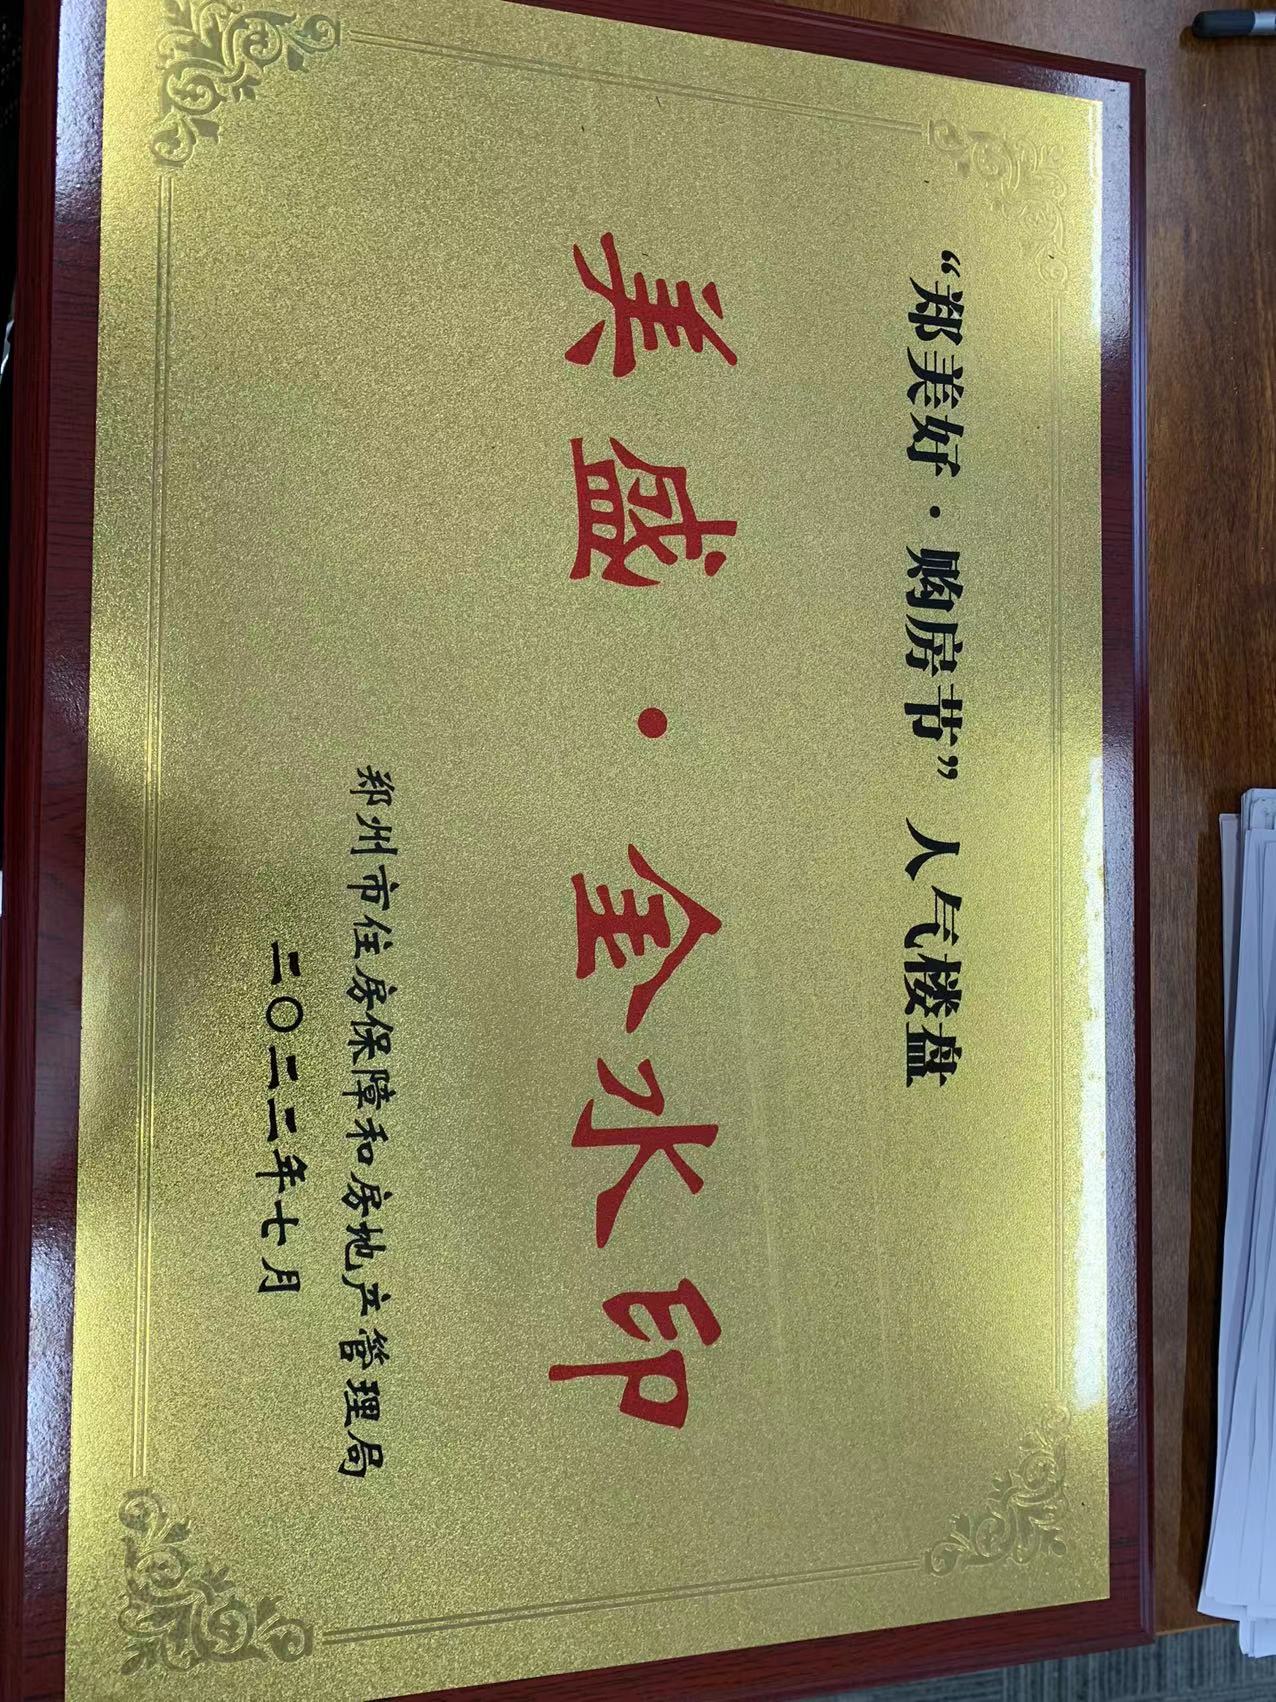 “郑美好·购房节”人气楼盘
美盛·金水印
郑州市住房保障和房地产管理局
二〇二二年七月